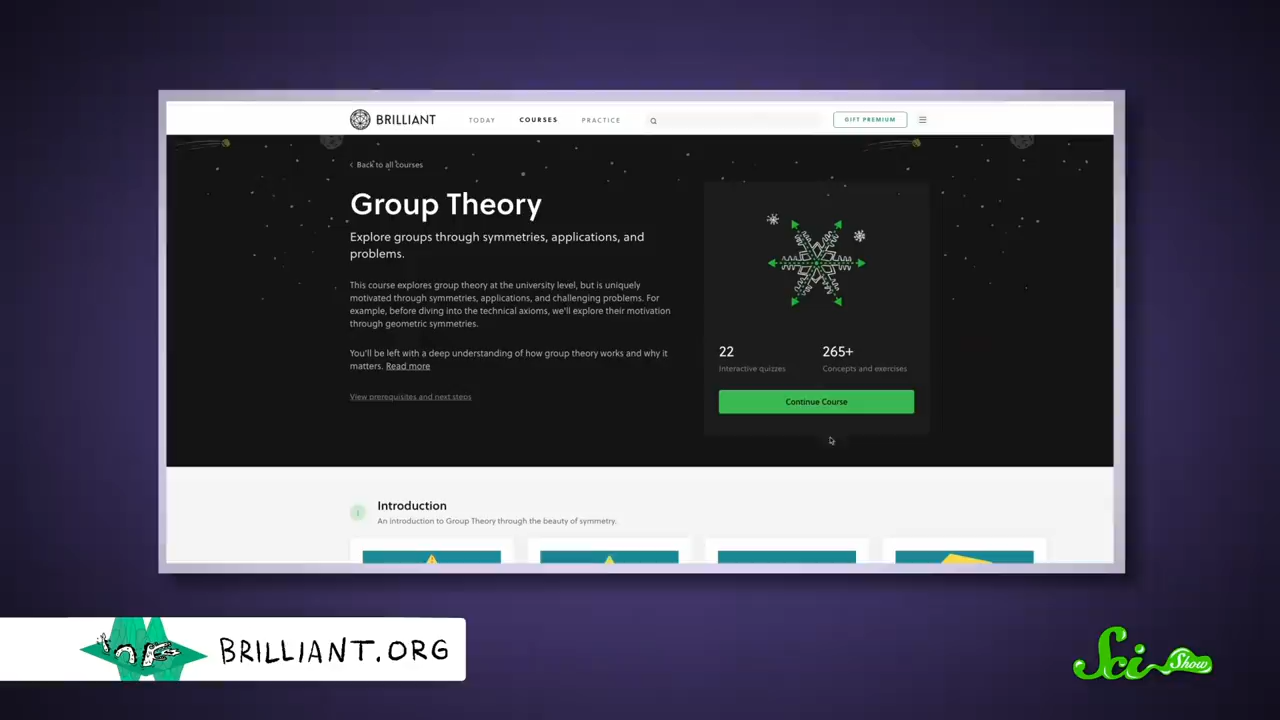 BRILLIANT
TODAY
COURSES
PRACTICE
GIFT PREMIUM
Back to all courses
Group Theory
Explore groups through symmetries, applications, and
problems.
This course explores group theory at the university level, but is uniquely
motivated through symmetries, applications, and challenging problems. For
example, before diving into the technical axioms, we'll explore their motivation
through geometric symmetries.
You'll be left with a deep understanding of how group theory works and why it
matters. Read more
View prerequisites and next steps
22
Interactive quizzes
265+
Concepts and exercises
Continue Course
1
Introduction
An introduction to Group Theory through the beauty of symmetry.
BRILLIANT.ORG
SciShow